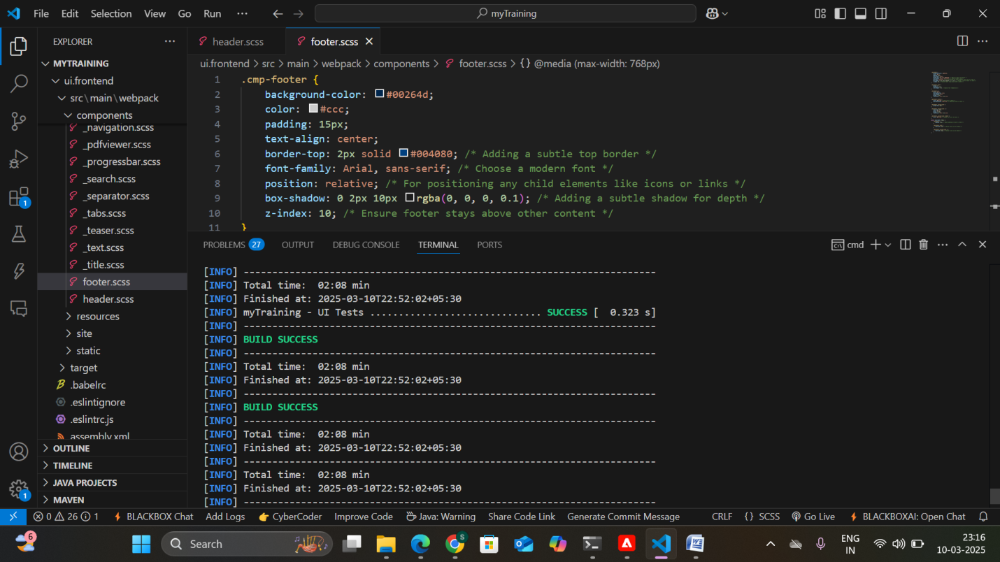 File Edit Selection View Go Run ··· myTraining
EXPLORER ···
header.scss footer.scss
MYTRAINING
ui.frontend
src\main\webpack
components
_navigation.scss
_pdfviewer.scss
_progressbar.scss
_search.scss
_separator.scss
_tabs.scss
_teaser.scss
_text.scss
_title.scss
footer.scss
header.scss
resources
site
static
target
.babelrc
.eslintignore
.eslintrc.js
assembly.xml
OUTLINE
TIMELINE
JAVA PROJECTS
MAVEN
1
1
ui.frontend > src > main > webpack > components > footer.scss > {} @media (max-width: 768px)
1 .cmp-footer {
2 background-color: #00264d;
3 color: #ccc;
4 padding: 15px;
5 text-align: center;
6 border-top: 2px solid #004080; /* Adding a subtle top border */
7 font-family: Arial, sans-serif; /* Choose a modern font */
8 position: relative; /* For positioning any child elements like icons or links */
9 box-shadow: 0 2px 10px rgba(0, 0, 0, 0.1); /* Adding a subtle shadow for depth */
10 z-index: 10; /* Ensure footer stays above other content */
11 }
PROBLEMS 27 OUTPUT DEBUG CONSOLE TERMINAL PORTS cmd
[INFO] ------------------------------------------------------------------------
[INFO] Total time:  02:08 min
[INFO] Finished at: 2025-03-10T22:52:02+05:30
[INFO] myTraining - UI Tests .............................. SUCCESS [  0.323 s]
[INFO] ------------------------------------------------------------------------
[INFO] BUILD SUCCESS
[INFO] ------------------------------------------------------------------------
[INFO] Total time:  02:08 min
[INFO] Finished at: 2025-03-10T22:52:02+05:30
[INFO] ------------------------------------------------------------------------
[INFO] BUILD SUCCESS
[INFO] ------------------------------------------------------------------------
[INFO] Total time:  02:08 min
[INFO] Finished at: 2025-03-10T22:52:02+05:30
[INFO] ------------------------------------------------------------------------
[INFO] Total time:  02:08 min
[INFO] Finished at: 2025-03-10T22:52:02+05:30
[INFO] ------------------------------------------------------------------------
0 26 1 BLACKBOX Chat Add Logs CyberCoder Improve Code Java: Warning Share Code Link Generate Commit Message CRLF {} SCSS Go Live BLACKBOXAI: Open Chat
6 Search S ENG 23:16
IN 10-03-2025